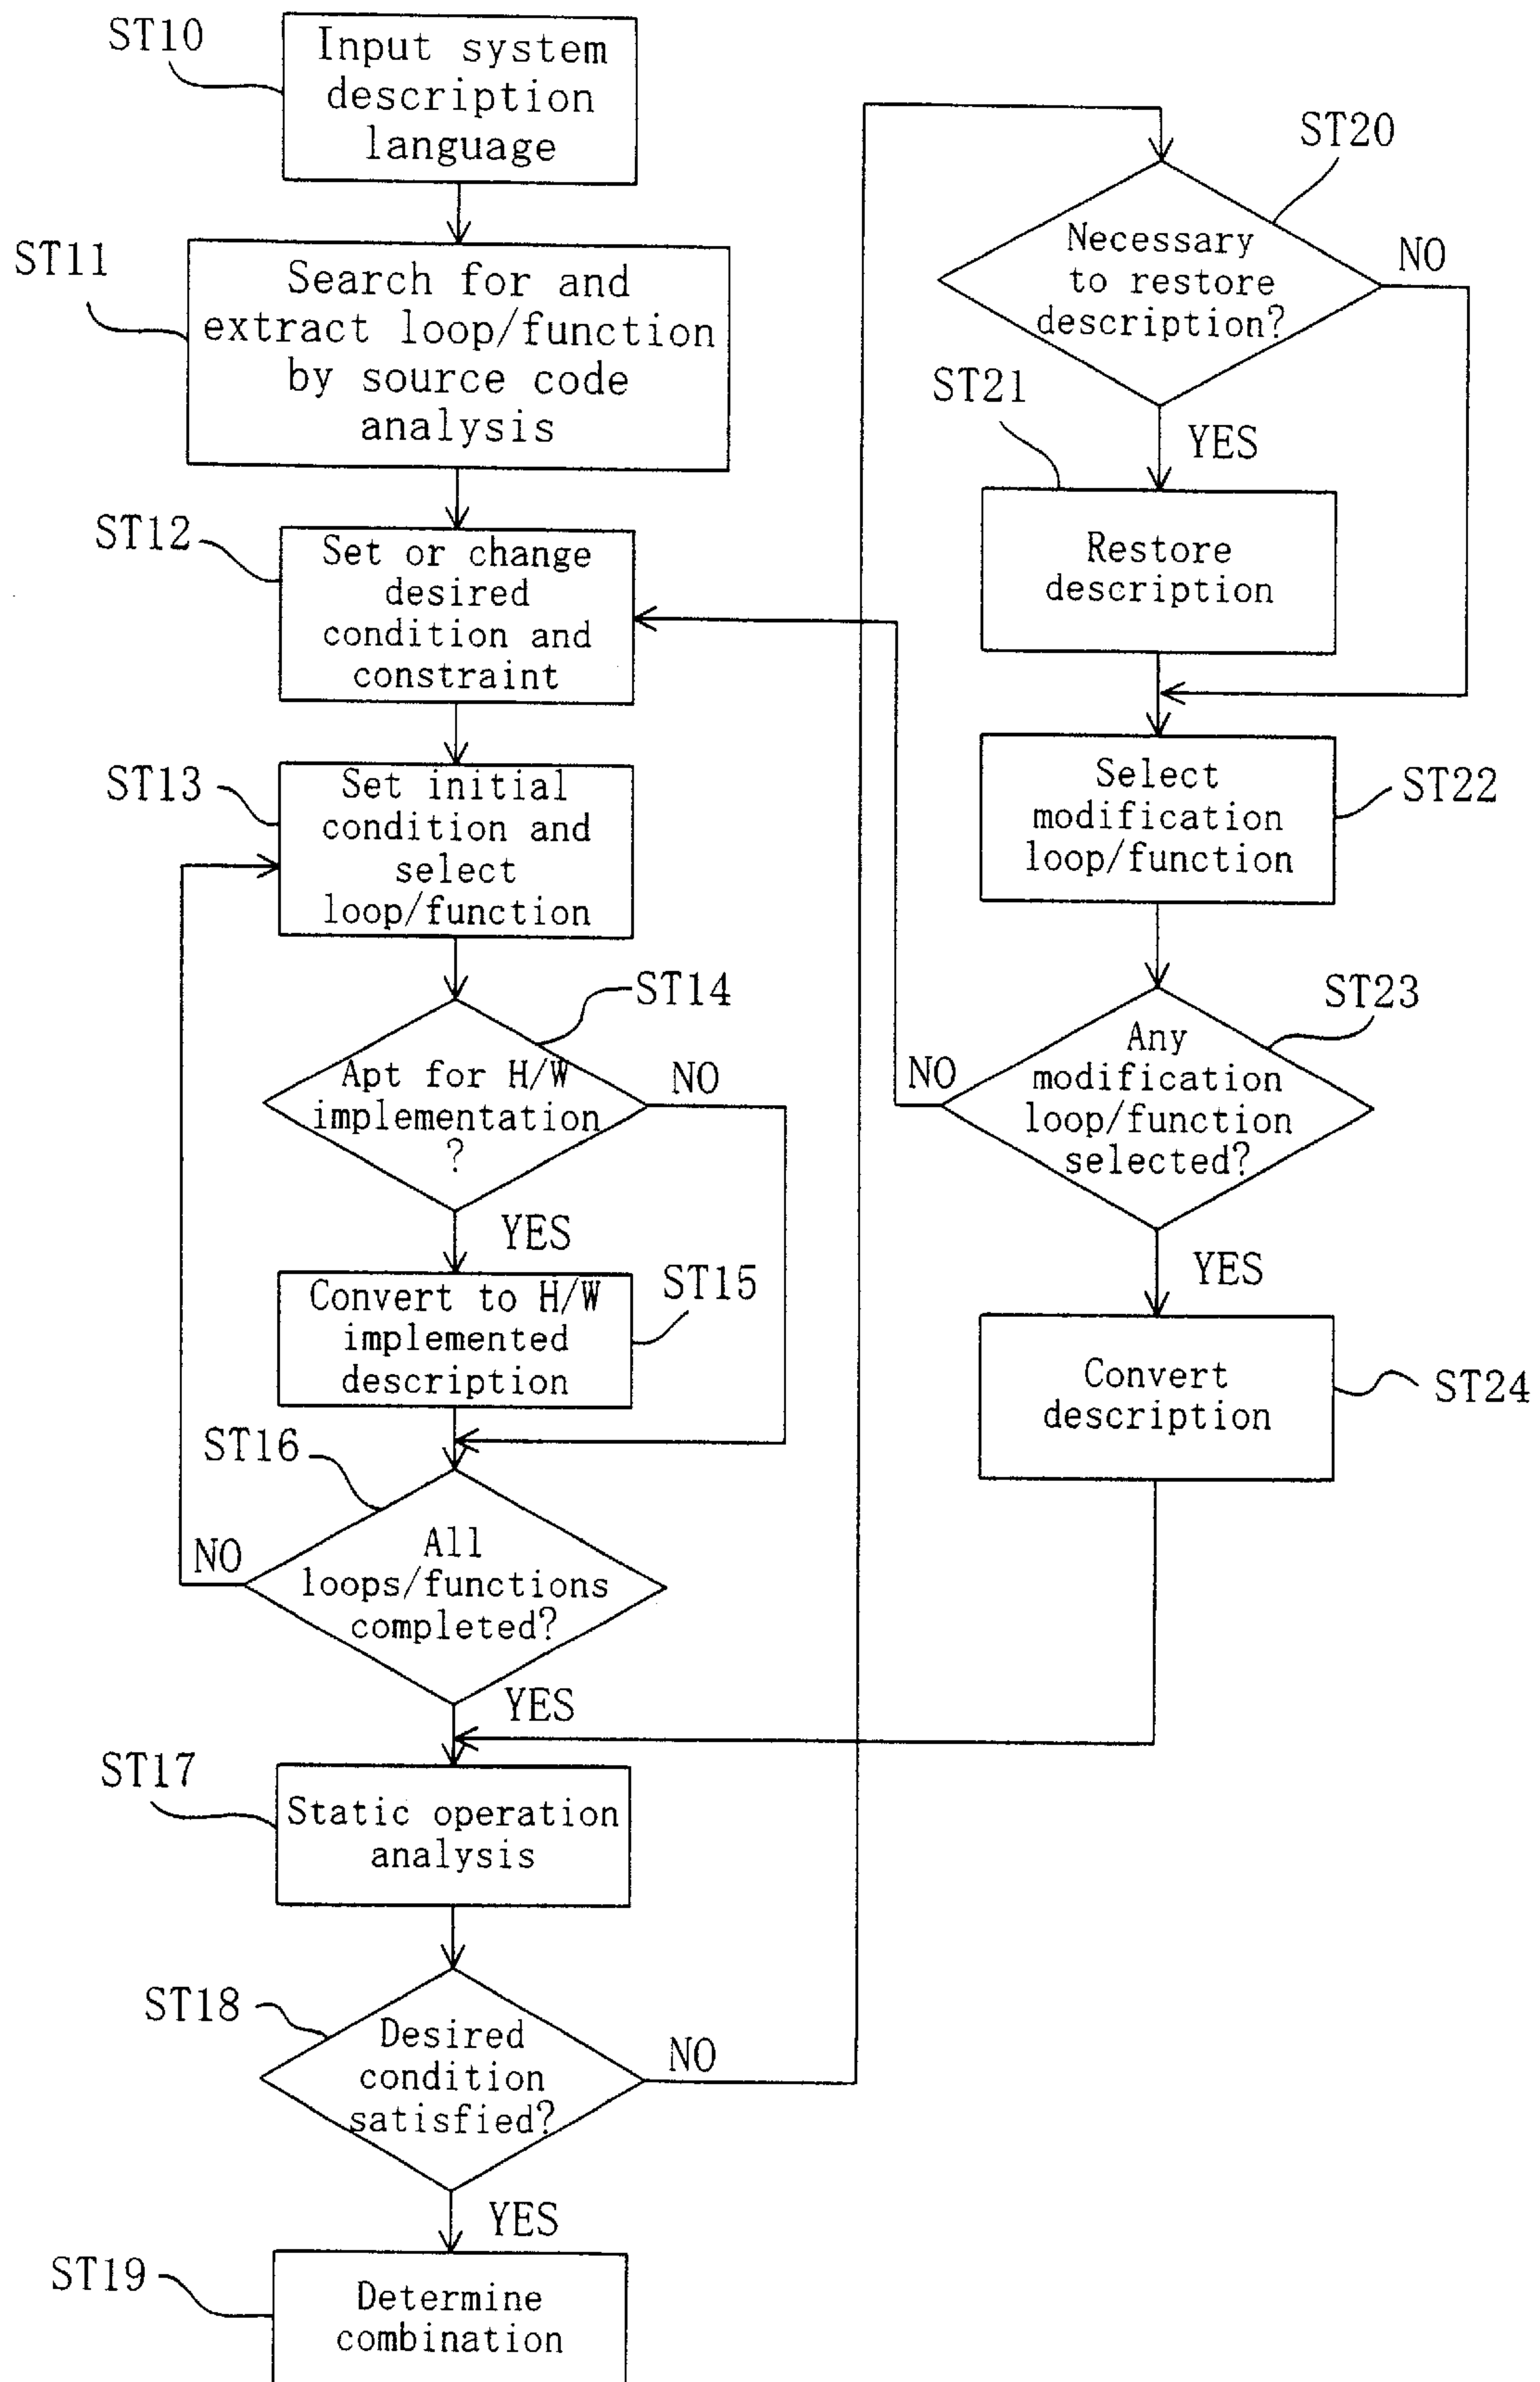 ST10
Input system
description
language
ST11
Search for and
extract loop/function
by source code
analysis
ST12
Set or change
desired
condition and
constraint
ST13
Set initial
condition and
select
loop/function
ST14
Apt for H/W
implementation
?
NO
YES
ST15
Convert to H/W
implemented
description
ST16
All
loops/functions
completed?
NO
YES
ST17
Static operation
analysis
ST18
Desired
condition
satisfied?
NO
YES
ST19
Determine
combination
ST20
Necessary
to restore
description?
NO
YES
ST21
Restore
description
ST22
Select
modification
loop/function
ST23
Any
modification
loop/function
selected?
NO
YES
ST24
Convert
description